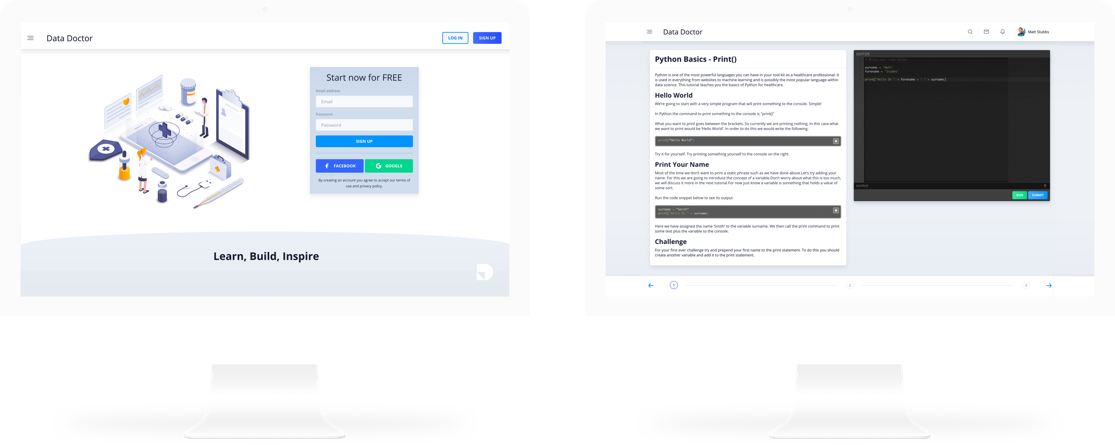 Data Doctor
LOG IN
SIGN UP
Start now for FREE
Email address
Email
Password
Password
SIGN UP
FACEBOOK
GOOGLE
By creating an account you agree to accept our terms of
use and privacy policy.
Learn, Build, Inspire
Data Doctor
Matt Stubbs
Python Basics - Print()
Python is one of the most powerful languages you can have in your tool kit as a healthcare professional. It
is used in everything from websites to machine learning and is possibly the most popular language within
data science. This tutorial teaches you the basics of Python for healthcare.
Hello World
We're going to start with a very simple program that will print something to the console. Simple!
In Python the command to print something to the console is "print()"
What you want to print goes between the brackets. So currently we are printing nothing. In this case what
we want to print would be 'Hello World'. In order to do this we would write the following.
print("Hello World")
Try it for yourself. Try printing something yourself to the console on the right.
Print Your Name
Most of the time we don't want to print a static phrase such as we have done above Let's try adding your
name. For this we are going to introduce the concept of a variable Don't worry about what this is too much,
we will discuss it more in the next tutorial For now just know a variable is something that holds a value of
some sort.
Run the code snippet below to see its output
surname = "Smith"
print("Hello Dr " + surname)
Here we have assigned the name 'Smith' to the variable surname. We then call the print command to print
some text plus the variable to the console.
Challenge
For your first ever challenge try and prepend your first name to the print statement. To do this you should
create another variable and add it to the print statement.
surname =
forename =
print("Hello Dr " + forename + " " + surname)
RUN
SUBMIT
1
2
3